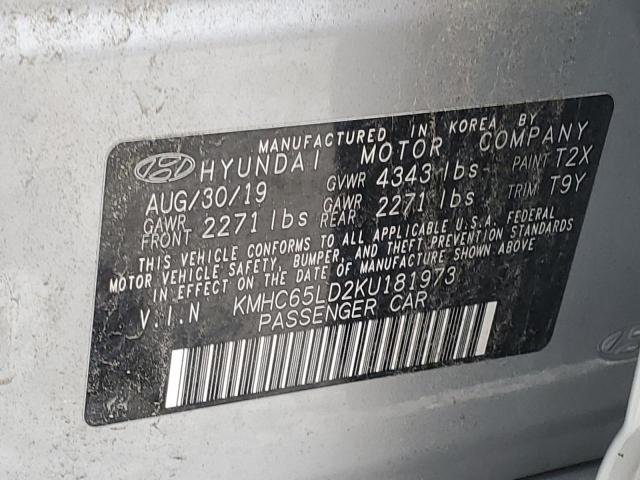 MANUFACTURED IN KOREA BY
HYUNDAI MOTOR COMPANY
AUG/30/19 GVWR 4343 lbs PAINT T2X
GAWR FRONT 2271 lbs GAWR REAR 2271 lbs TRIM T9Y
THIS VEHICLE CONFORMS TO ALL APPLICABLE U.S.A. FEDERAL
MOTOR VEHICLE SAFETY, BUMPER, AND THEFT PREVENTION STANDARDS
IN EFFECT ON THE DATE OF MANUFACTURE SHOWN ABOVE
V.I.N KMHC65LD2KU181973
PASSENGER CAR